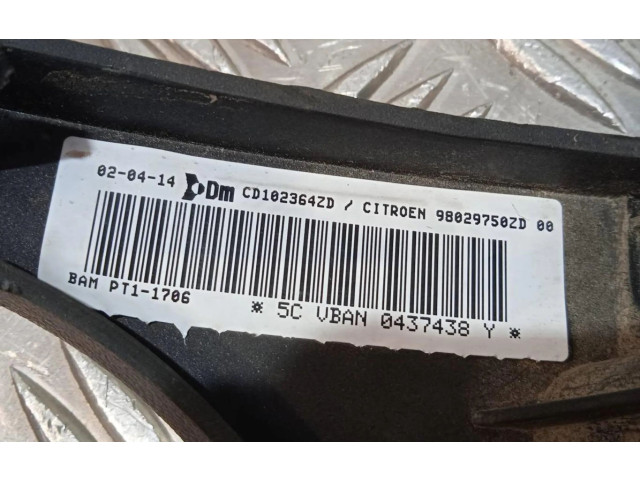 02-04-14 Dm CD102364ZD / CITROEN 98029750ZD 00
BAM PT1-1706
* 5C VBAN 0437438 Y *